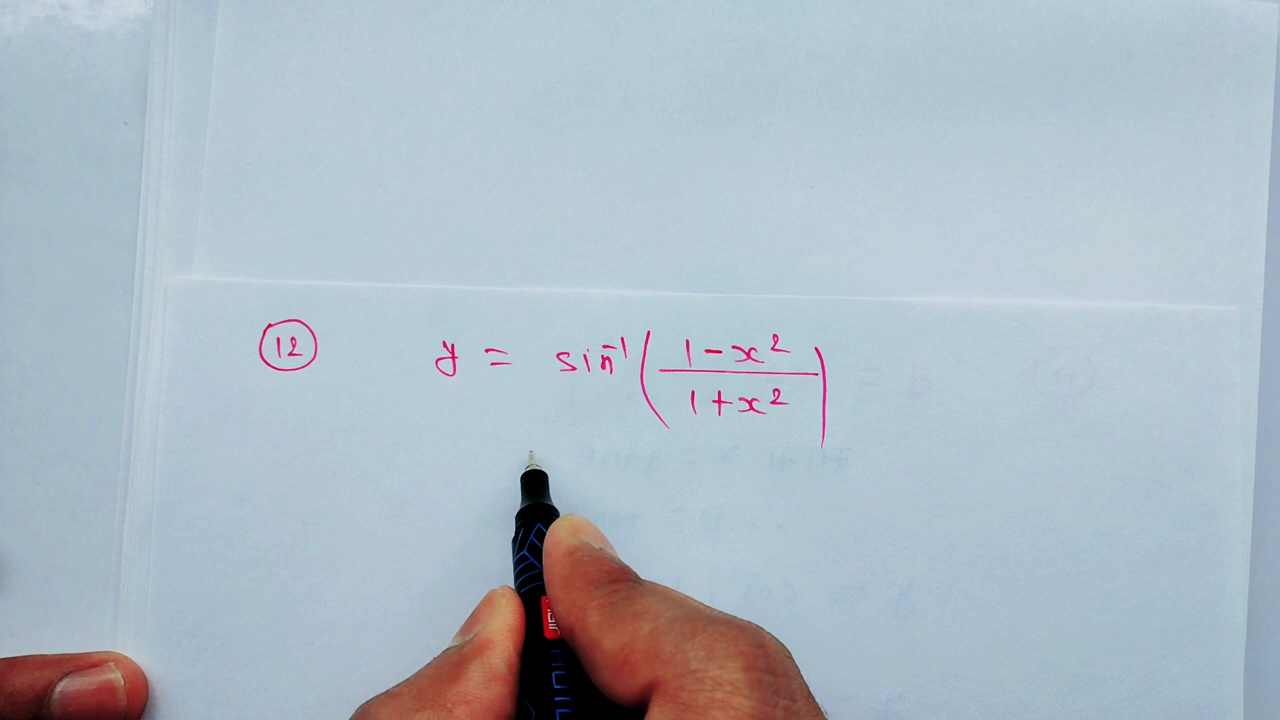 ⑫ y = sin⁻¹ ( (1-x²) / (1+x²) )